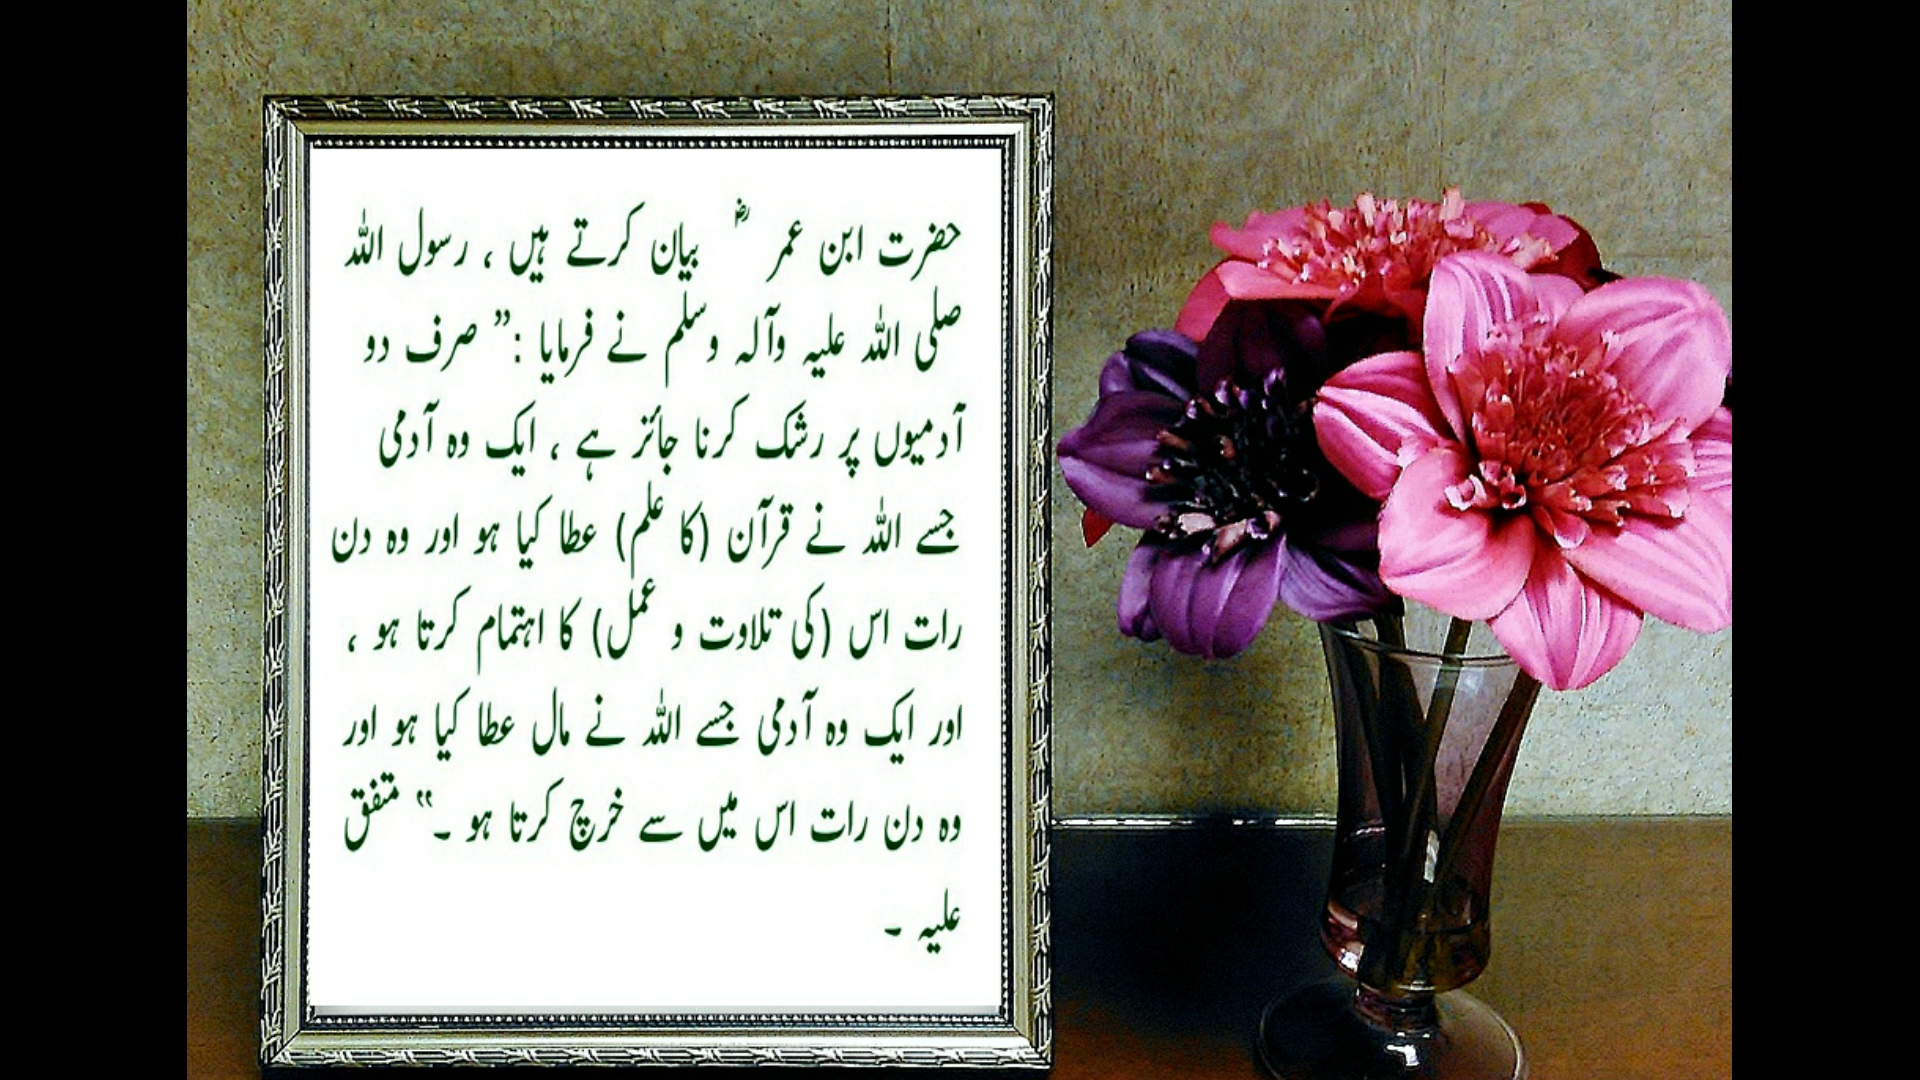 حضرت ابن عمر ؓ بیان کرتے ہیں ، رسول اللہ
صلی اللہ علیہ وآلہ وسلم نے فرمایا :’’ صرف دو
آدمیوں پر رشک کرنا جائز ہے ، ایک وہ آدمی
جسے اللہ نے قرآن (کا علم) عطا کیا ہو اور وہ دن
رات اس (کی تلاوت و عمل) کا اہتمام کرتا ہو ،
اور ایک وہ آدمی جسے اللہ نے مال عطا کیا ہو اور
وہ دن رات اس میں سے خرچ کرتا ہو ۔‘‘ متفق
علیہ ۔